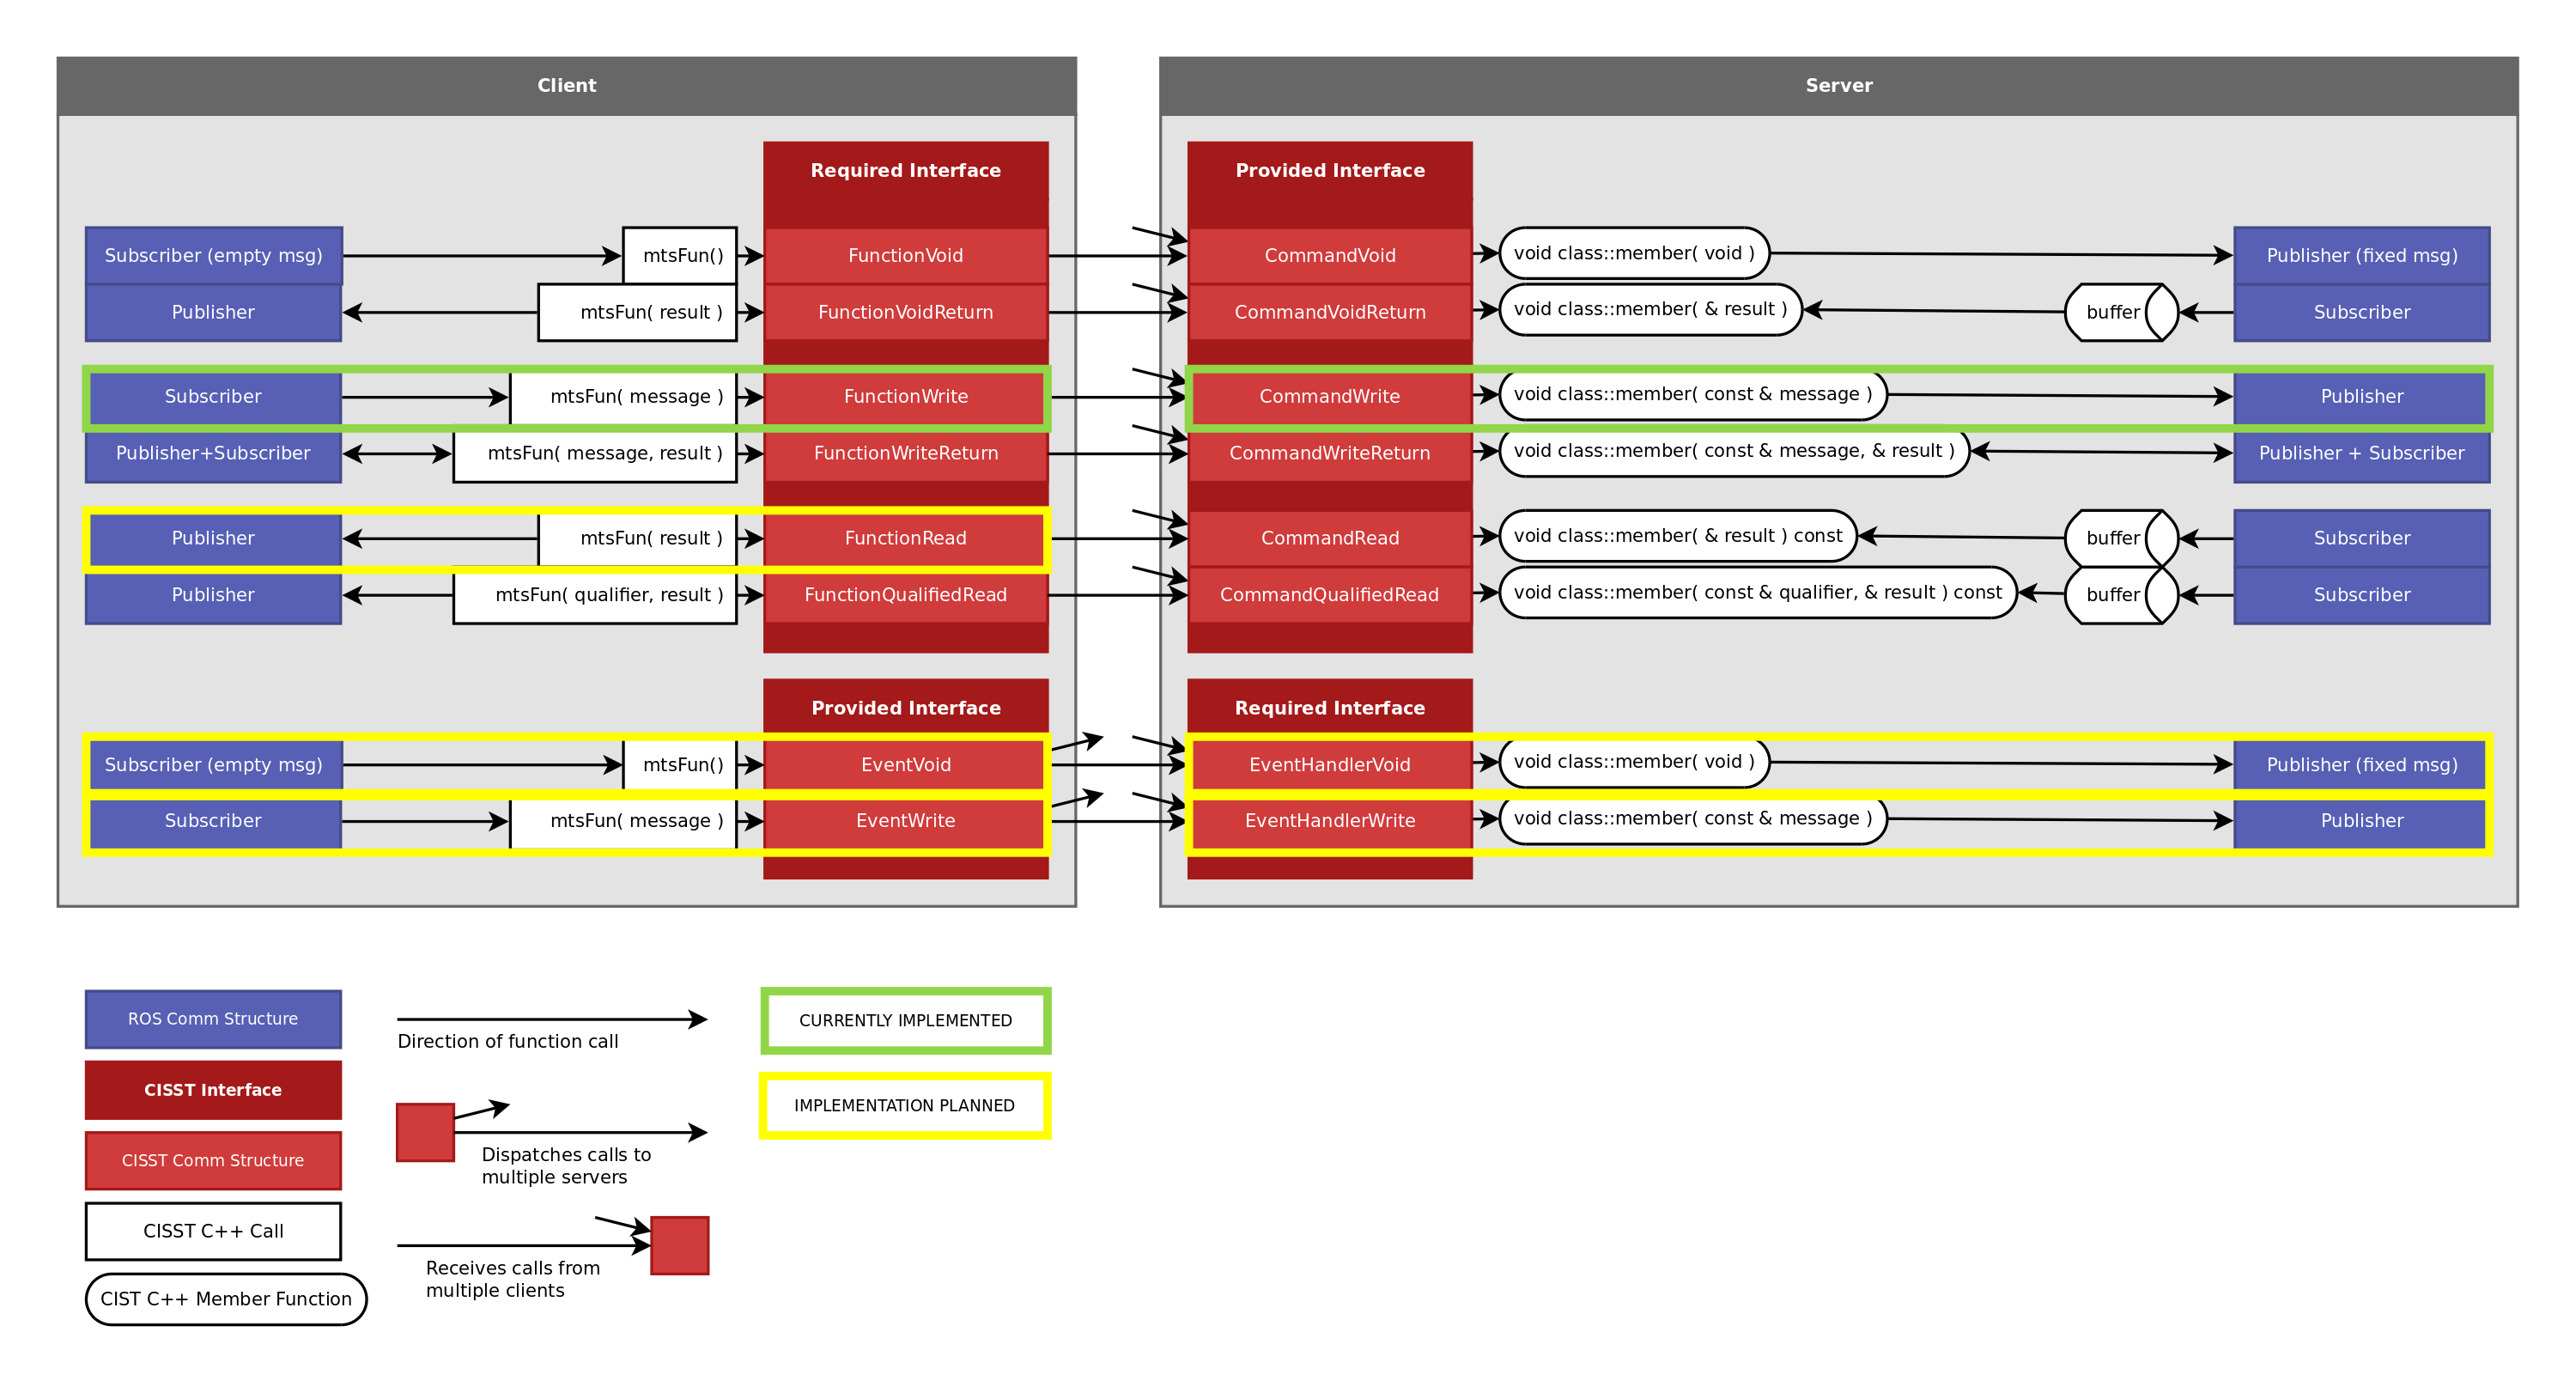 Client
Server
Required Interface
Provided Interface
Subscriber (empty msg)
mtsFun()
FunctionVoid
CommandVoid
void class::member( void )
Publisher (fixed msg)
Publisher
mtsFun( result )
FunctionVoidReturn
CommandVoidReturn
void class::member( & result )
buffer
Subscriber
Subscriber
mtsFun( message )
FunctionWrite
CommandWrite
void class::member( const & message )
Publisher
Publisher+Subscriber
mtsFun( message, result )
FunctionWriteReturn
CommandWriteReturn
void class::member( const & message, & result )
Publisher + Subscriber
Publisher
mtsFun( result )
FunctionRead
CommandRead
void class::member( & result ) const
buffer
Subscriber
Publisher
mtsFun( qualifier, result )
FunctionQualifiedRead
CommandQualifiedRead
void class::member( const & qualifier, & result ) const
buffer
Subscriber
Provided Interface
Required Interface
Subscriber (empty msg)
mtsFun()
EventVoid
EventHandlerVoid
void class::member( void )
Publisher (fixed msg)
Subscriber
mtsFun( message )
EventWrite
EventHandlerWrite
void class::member( const & message )
Publisher
ROS Comm Structure
CISST Interface
CISST Comm Structure
CISST C++ Call
CIST C++ Member Function
Direction of function call
Dispatches calls to
multiple servers
Receives calls from
multiple clients
CURRENTLY IMPLEMENTED
IMPLEMENTATION PLANNED